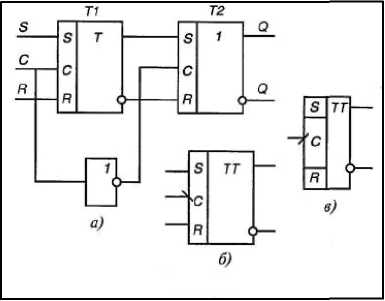 T1 T2
S S T S 1 Q
C C C
R R R Q
1
а)
S TT
C
R
б)
S TT
C
R
в)